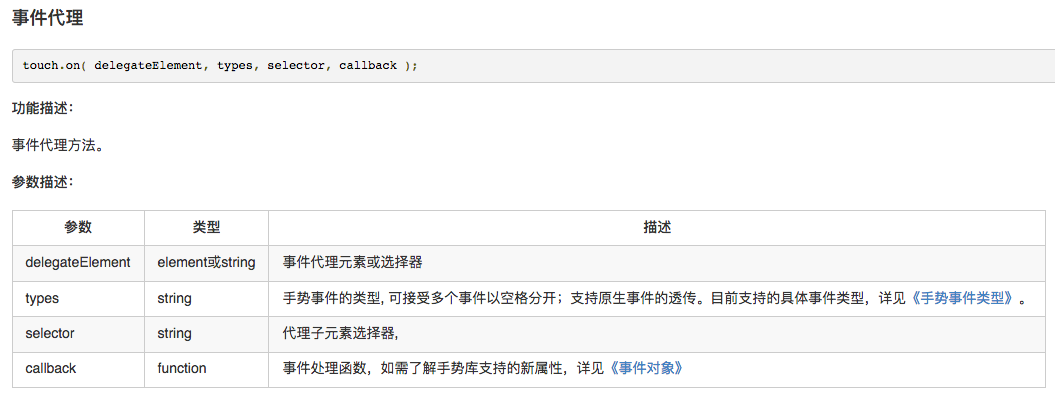 事件代理
touch.on( delegateElement, types, selector, callback );
功能描述：
事件代理方法。
参数描述：
参数 类型 描述
delegateElement element或string 事件代理元素或选择器
types string 手势事件的类型, 可接受多个事件以空格分开；支持原生事件的透传。目前支持的具体事件类型，详见《手势事件类型》。
selector string 代理子元素选择器,
callback function 事件处理函数，如需了解手势库支持的新属性，详见《事件对象》